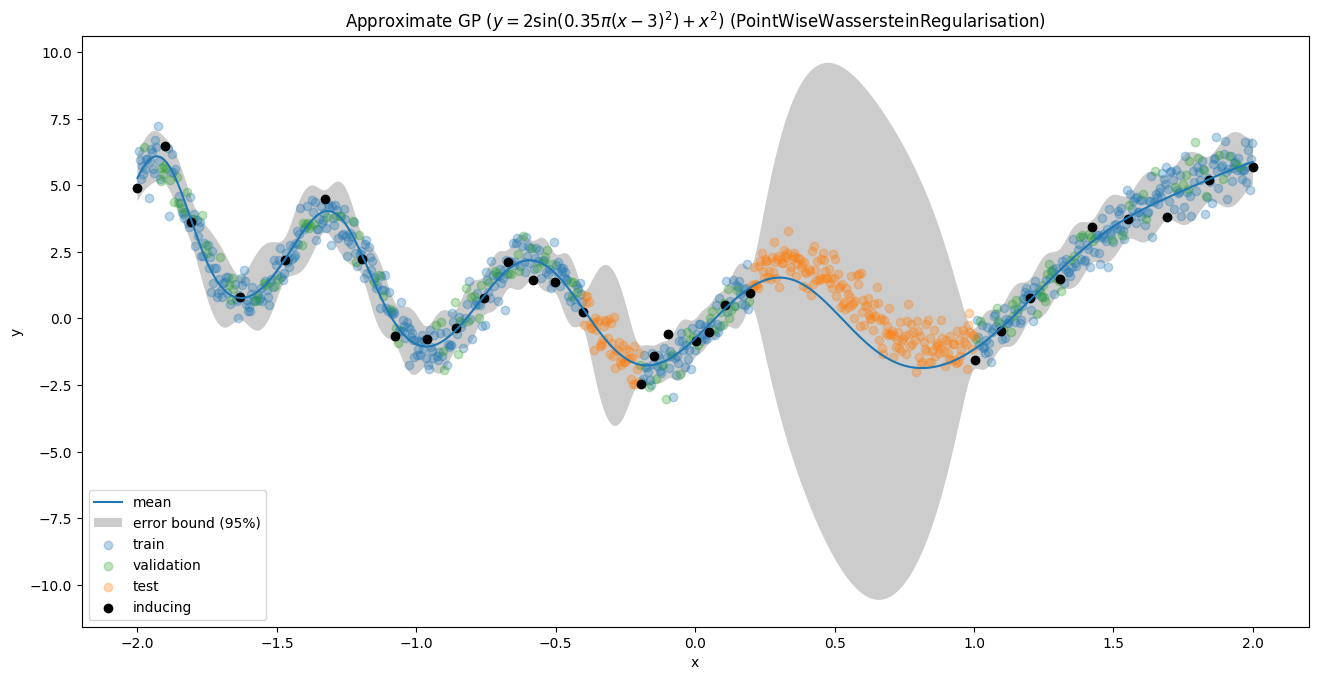 Approximate GP (y = 2sin(0.35π(x − 3)²) + x²) (PointWiseWassersteinRegularisation)
10.0
7.5
5.0
2.5
0.0
−2.5
−5.0
−7.5
−10.0
y
mean
error bound (95%)
train
validation
test
inducing
−2.0 −1.5 −1.0 −0.5 0.0 0.5 1.0 1.5 2.0
x